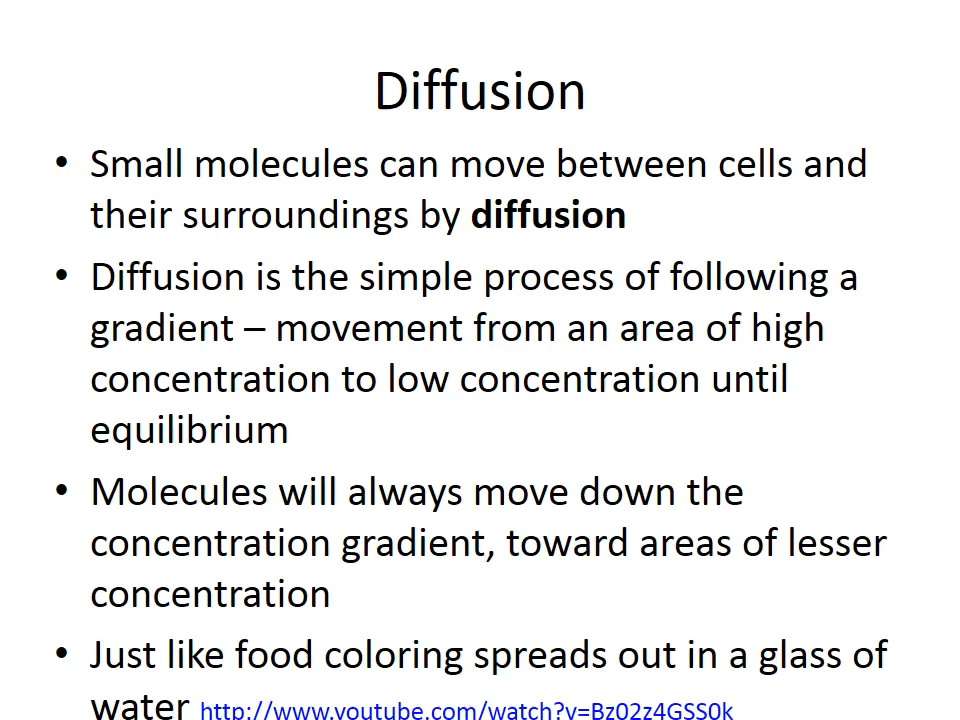 Diffusion
• Small molecules can move between cells and
their surroundings by diffusion
• Diffusion is the simple process of following a
gradient – movement from an area of high
concentration to low concentration until
equilibrium
• Molecules will always move down the
concentration gradient, toward areas of lesser
concentration
• Just like food coloring spreads out in a glass of
water http://www.youtube.com/watch?v=Bz02z4GSS0k